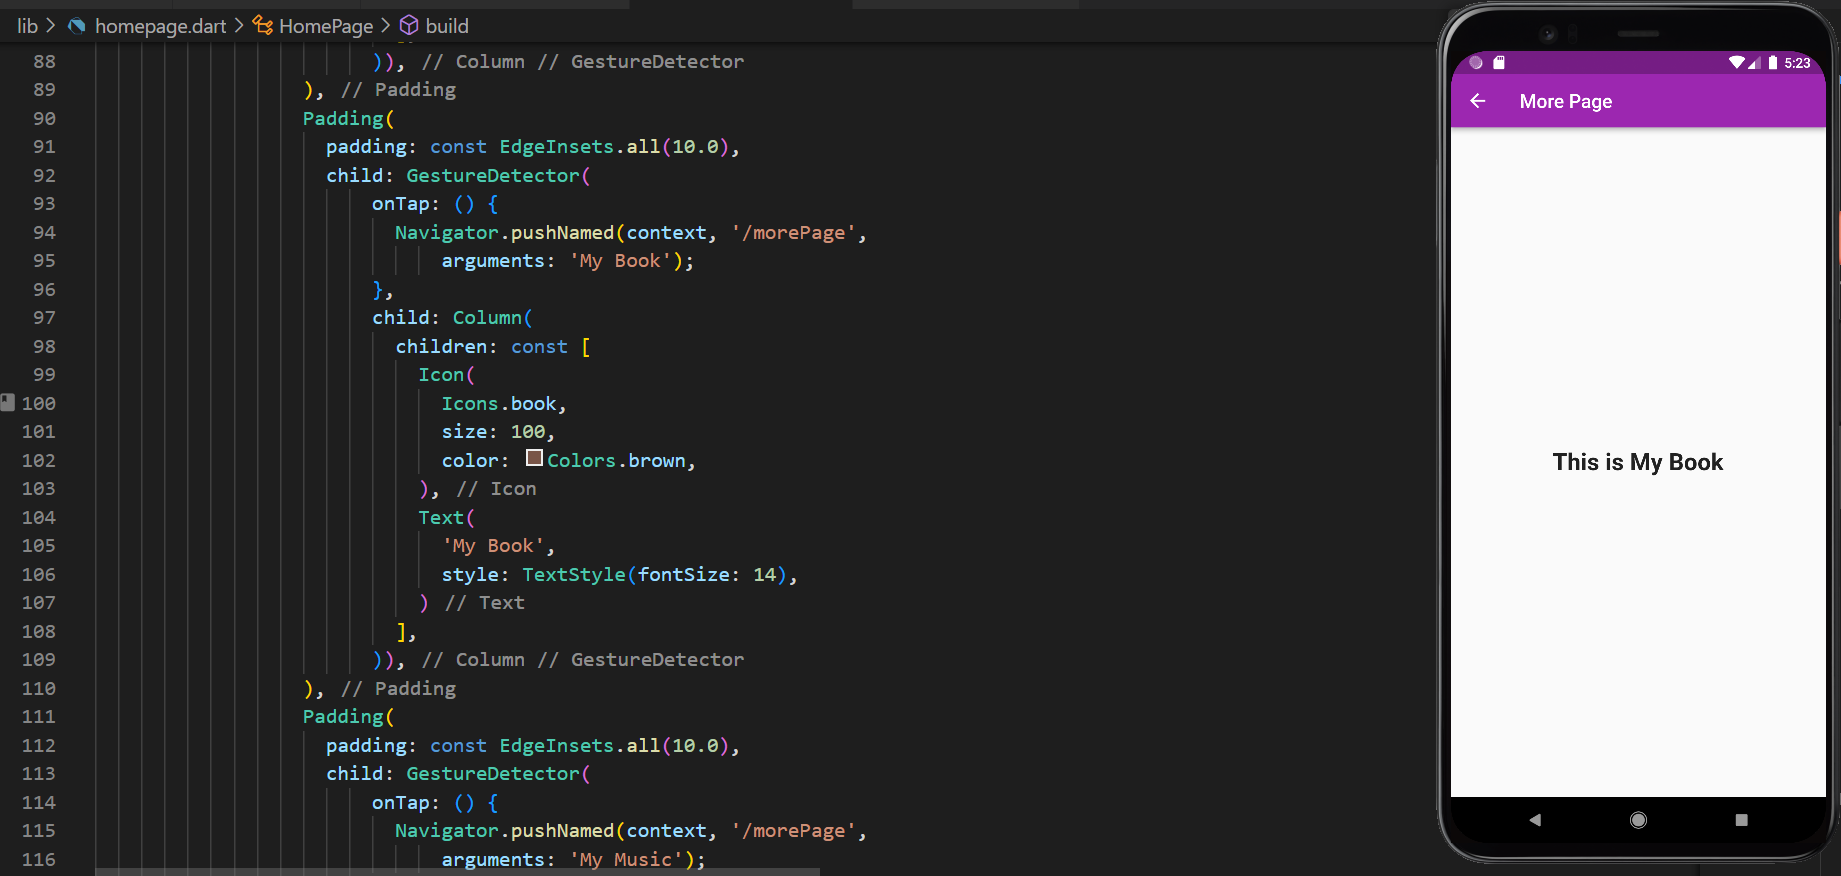 lib > homepage.dart > HomePage > build
88 )), // Column // GestureDetector
89 ), // Padding
90 Padding(
91 padding: const EdgeInsets.all(10.0),
92 child: GestureDetector(
93 onTap: () {
94 Navigator.pushNamed(context, '/morePage',
95 arguments: 'My Book');
96 },
97 child: Column(
98 children: const [
99 Icon(
100 Icons.book,
101 size: 100,
102 color: Colors.brown,
103 ), // Icon
104 Text(
105 'My Book',
106 style: TextStyle(fontSize: 14),
107 ) // Text
108 ],
109 )), // Column // GestureDetector
110 ), // Padding
111 Padding(
112 padding: const EdgeInsets.all(10.0),
113 child: GestureDetector(
114 onTap: () {
115 Navigator.pushNamed(context, '/morePage',
116 arguments: 'My Music');
5:23
More Page
This is My Book